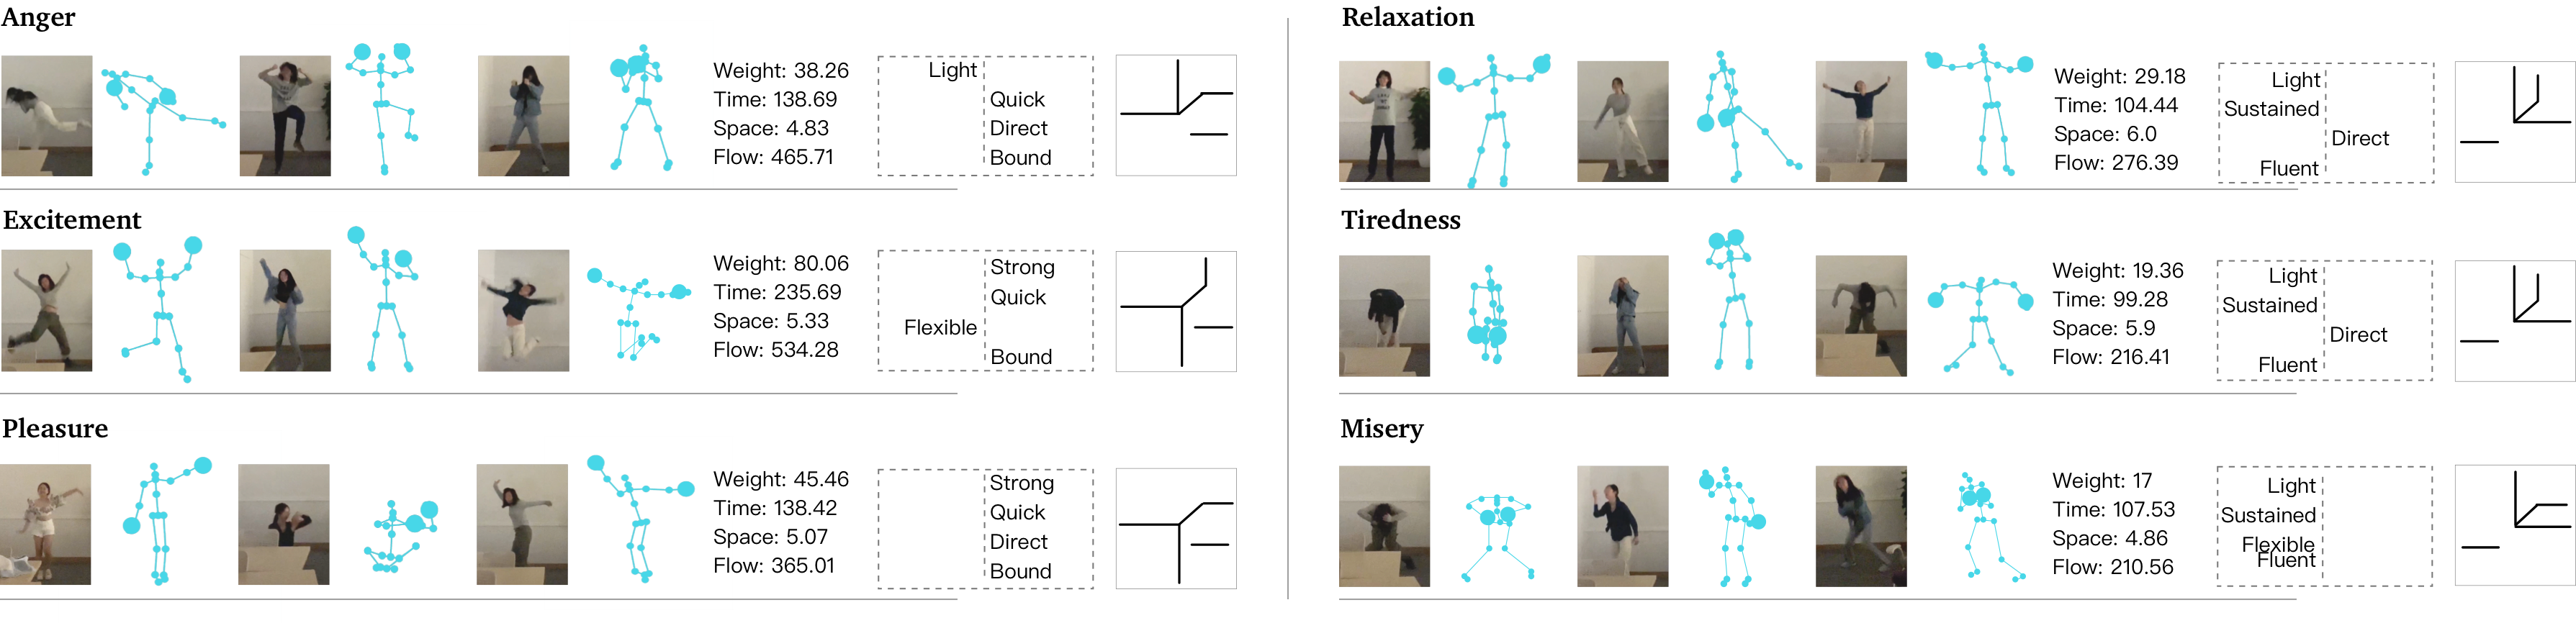 Anger
Weight: 38.26
Time: 138.69
Space: 4.83
Flow: 465.71
Light
Quick
Direct
Bound
Excitement
Weight: 80.06
Time: 235.69
Space: 5.33
Flow: 534.28
Strong
Quick
Flexible
Bound
Pleasure
Weight: 45.46
Time: 138.42
Space: 5.07
Flow: 365.01
Strong
Quick
Direct
Bound
Relaxation
Weight: 29.18
Time: 104.44
Space: 6.0
Flow: 276.39
Light
Sustained
Direct
Fluent
Tiredness
Weight: 19.36
Time: 99.28
Space: 5.9
Flow: 216.41
Light
Sustained
Direct
Fluent
Misery
Weight: 17
Time: 107.53
Space: 4.86
Flow: 210.56
Light
Sustained
Flexible
Fluent